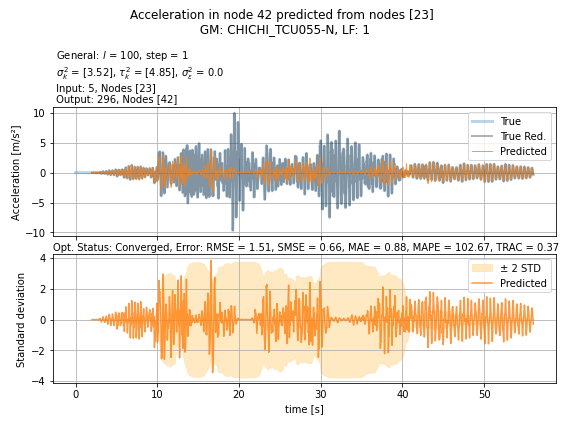 Acceleration in node 42 predicted from nodes [23]
GM: CHICHI_TCU055-N, LF: 1
General: l = 100, step = 1
σ²ₖ = [3.52], τ²ₖ = [4.85], σ²ε = 0.0
Input: 5, Nodes [23]
Output: 296, Nodes [42]
Acceleration [m/s²]
10
5
0
−5
−10
True
True Red.
Predicted
Opt. Status: Converged, Error: RMSE = 1.51, SMSE = 0.66, MAE = 0.88, MAPE = 102.67, TRAC = 0.37
Standard deviation
4
2
0
−2
−4
± 2 STD
Predicted
0 10 20 30 40 50
time [s]